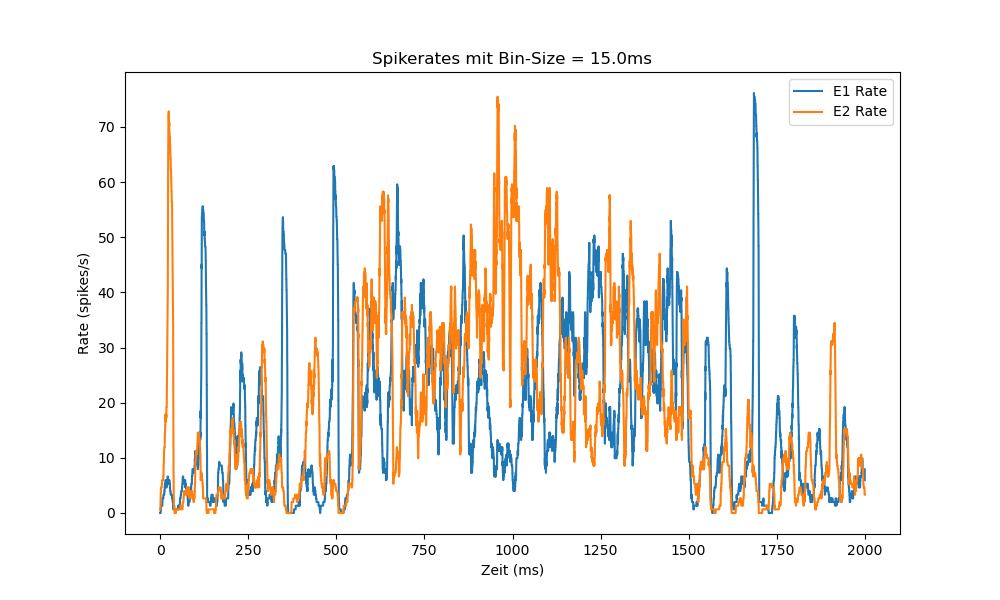 Spikerates mit Bin-Size = 15.0ms
E1 Rate
E2 Rate
70
60
50
40
30
20
10
0
Rate (spikes/s)
0 250 500 750 1000 1250 1500 1750 2000
Zeit (ms)